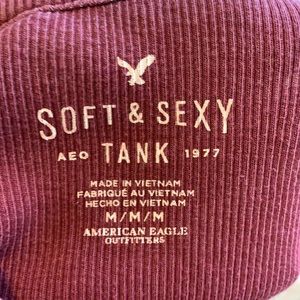 SOFT & SEXY
AEO TANK 1977
MADE IN VIETNAM
FABRIQUÉ AU VIETNAM
HECHO EN VIETNAM
M/M/M
AMERICAN EAGLE
OUTFITTERS